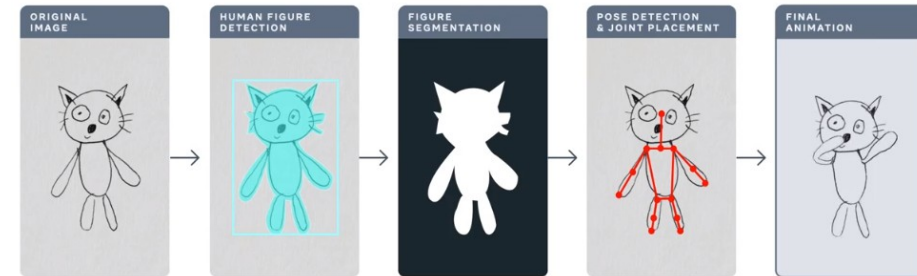 ORIGINAL
IMAGE
HUMAN FIGURE
DETECTION
FIGURE
SEGMENTATION
POSE DETECTION
& JOINT PLACEMENT
FINAL
ANIMATION